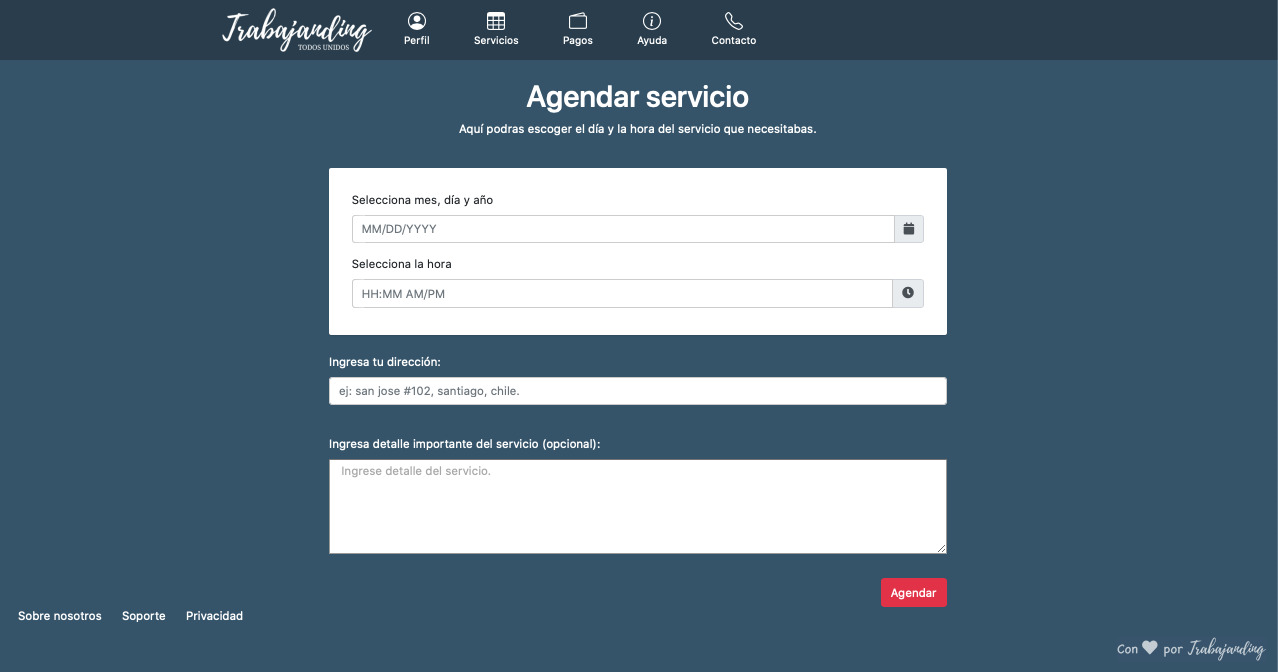 Trabajanding
TODOS UNIDOS
Perfil
Servicios
Pagos
Ayuda
Contacto
Agendar servicio
Aquí podras escoger el día y la hora del servicio que necesitabas.
Selecciona mes, día y año
MM/DD/YYYY
Selecciona la hora
HH:MM AM/PM
Ingresa tu dirección:
ej: san jose #102, santiago, chile.
Ingresa detalle importante del servicio (opcional):
Ingrese detalle del servicio.
Agendar
Sobre nosotros
Soporte
Privacidad
Con por Trabajanding